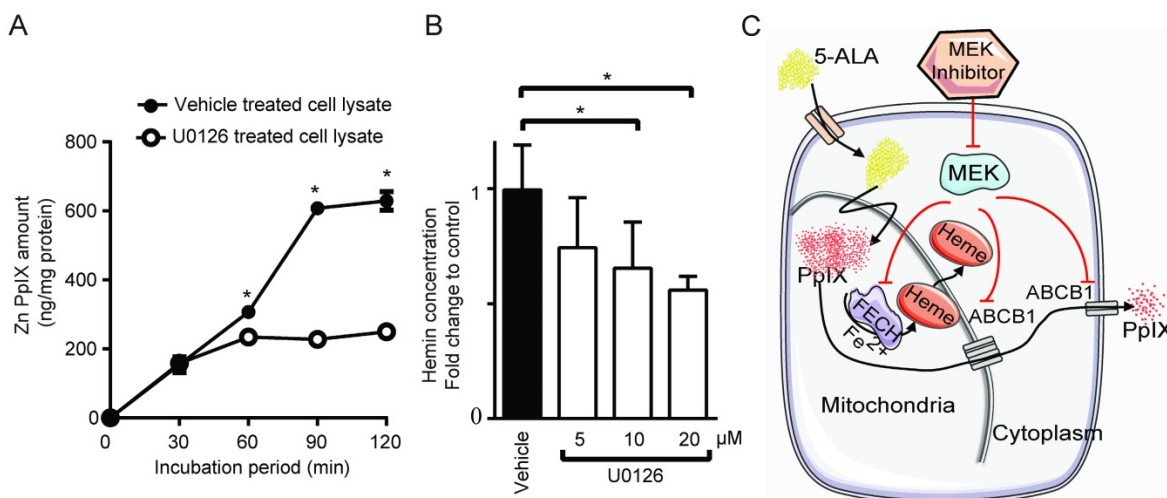 A
Vehicle treated cell lysate
U0126 treated cell lysate
Zn PpIX amount
(ng/mg protein)
800
600
400
200
0
*
*
*
0
30
60
90
120
Incubation period (min)
B
*
*
Hemin concentration
Fold change to control
1
.5
0
Vehicle
5
10
20
μM
U0126
C
5-ALA
MEK
Inhibitor
MEK
PpIX
FECH
Fe2+
Heme
Heme
ABCB1
ABCB1
PpIX
Mitochondria
Cytoplasm